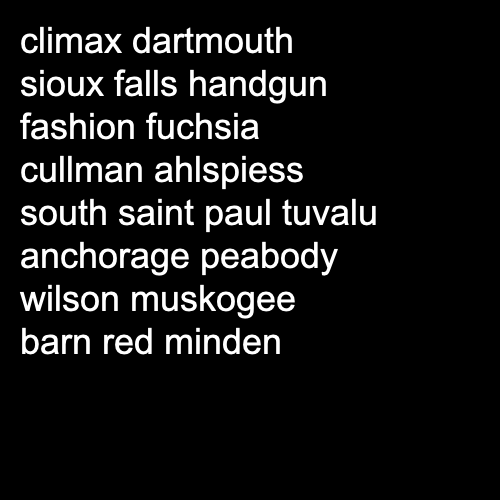 climax dartmouth
sioux falls handgun
fashion fuchsia
cullman ahlspiess
south saint paul tuvalu
anchorage peabody
wilson muskogee
barn red minden